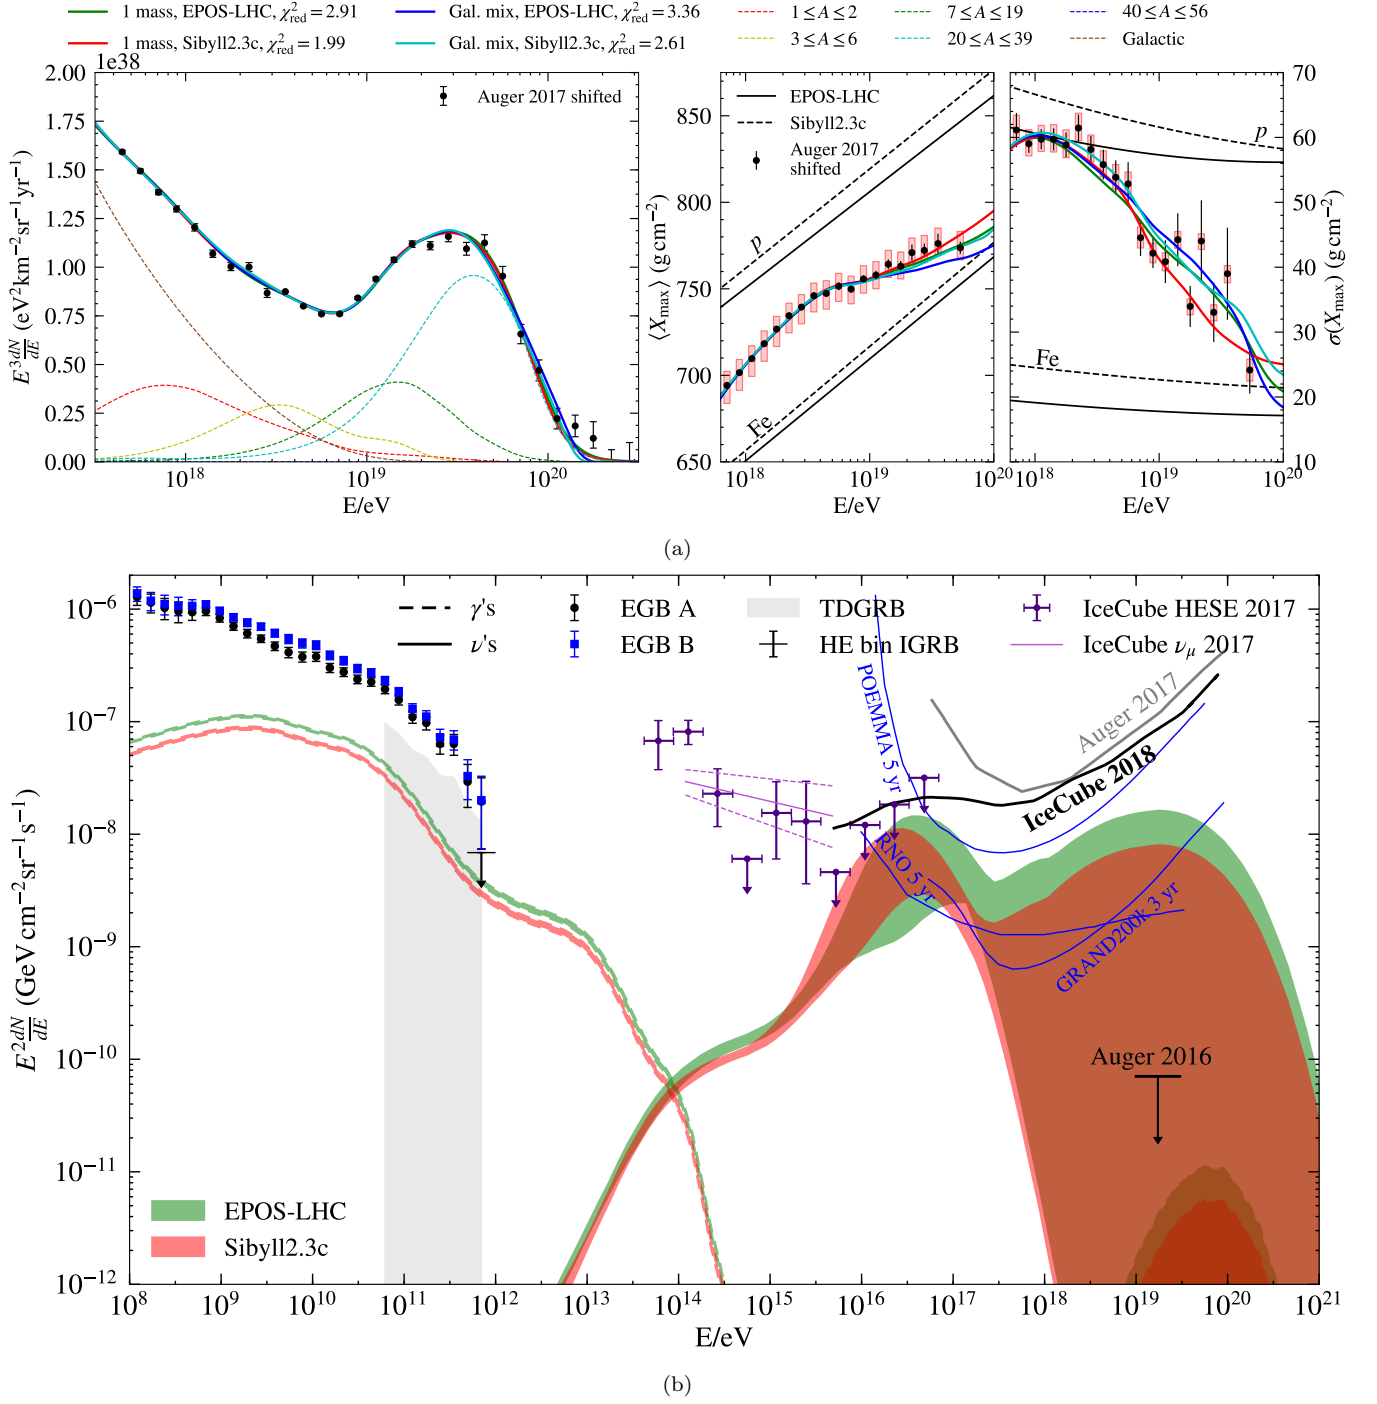 1 mass, EPOS-LHC, χ²red = 2.91
1 mass, Sibyll2.3c, χ²red = 1.99
Gal. mix, EPOS-LHC, χ²red = 3.36
Gal. mix, Sibyll2.3c, χ²red = 2.61
1 ≤ A ≤ 2
3 ≤ A ≤ 6
7 ≤ A ≤ 19
20 ≤ A ≤ 39
40 ≤ A ≤ 56
Galactic
1e38
2.00
1.75
1.50
1.25
1.00
0.75
0.50
0.25
0.00
E³ dN/dE (eV²km⁻²sr⁻¹yr⁻¹)
Auger 2017 shifted
10¹⁸
10¹⁹
10²⁰
E/eV
850
800
750
700
650
⟨Xmax⟩ (g cm⁻²)
EPOS-LHC
Sibyll2.3c
Auger 2017
shifted
p
Fe
10¹⁸
10¹⁹
10²⁰
E/eV
p
Fe
10¹⁸
10¹⁹
10²⁰
E/eV
70
60
50
40
30
20
10
σ(Xmax) (g cm⁻²)
(a)
10⁻⁶
10⁻⁷
10⁻⁸
10⁻⁹
10⁻¹⁰
10⁻¹¹
10⁻¹²
E² dN/dE (GeV cm⁻²sr⁻¹s⁻¹)
γ's
ν's
EGB A
EGB B
TDGRB
HE bin IGRB
IceCube HESE 2017
IceCube νμ 2017
POEMMA 5 yr
Auger 2017
IceCube 2018
RNO 5 yr
GRAND200k 3 yr
Auger 2016
EPOS-LHC
Sibyll2.3c
10⁸
10⁹
10¹⁰
10¹¹
10¹²
10¹³
10¹⁴
10¹⁵
10¹⁶
10¹⁷
10¹⁸
10¹⁹
10²⁰
10²¹
E/eV
(b)